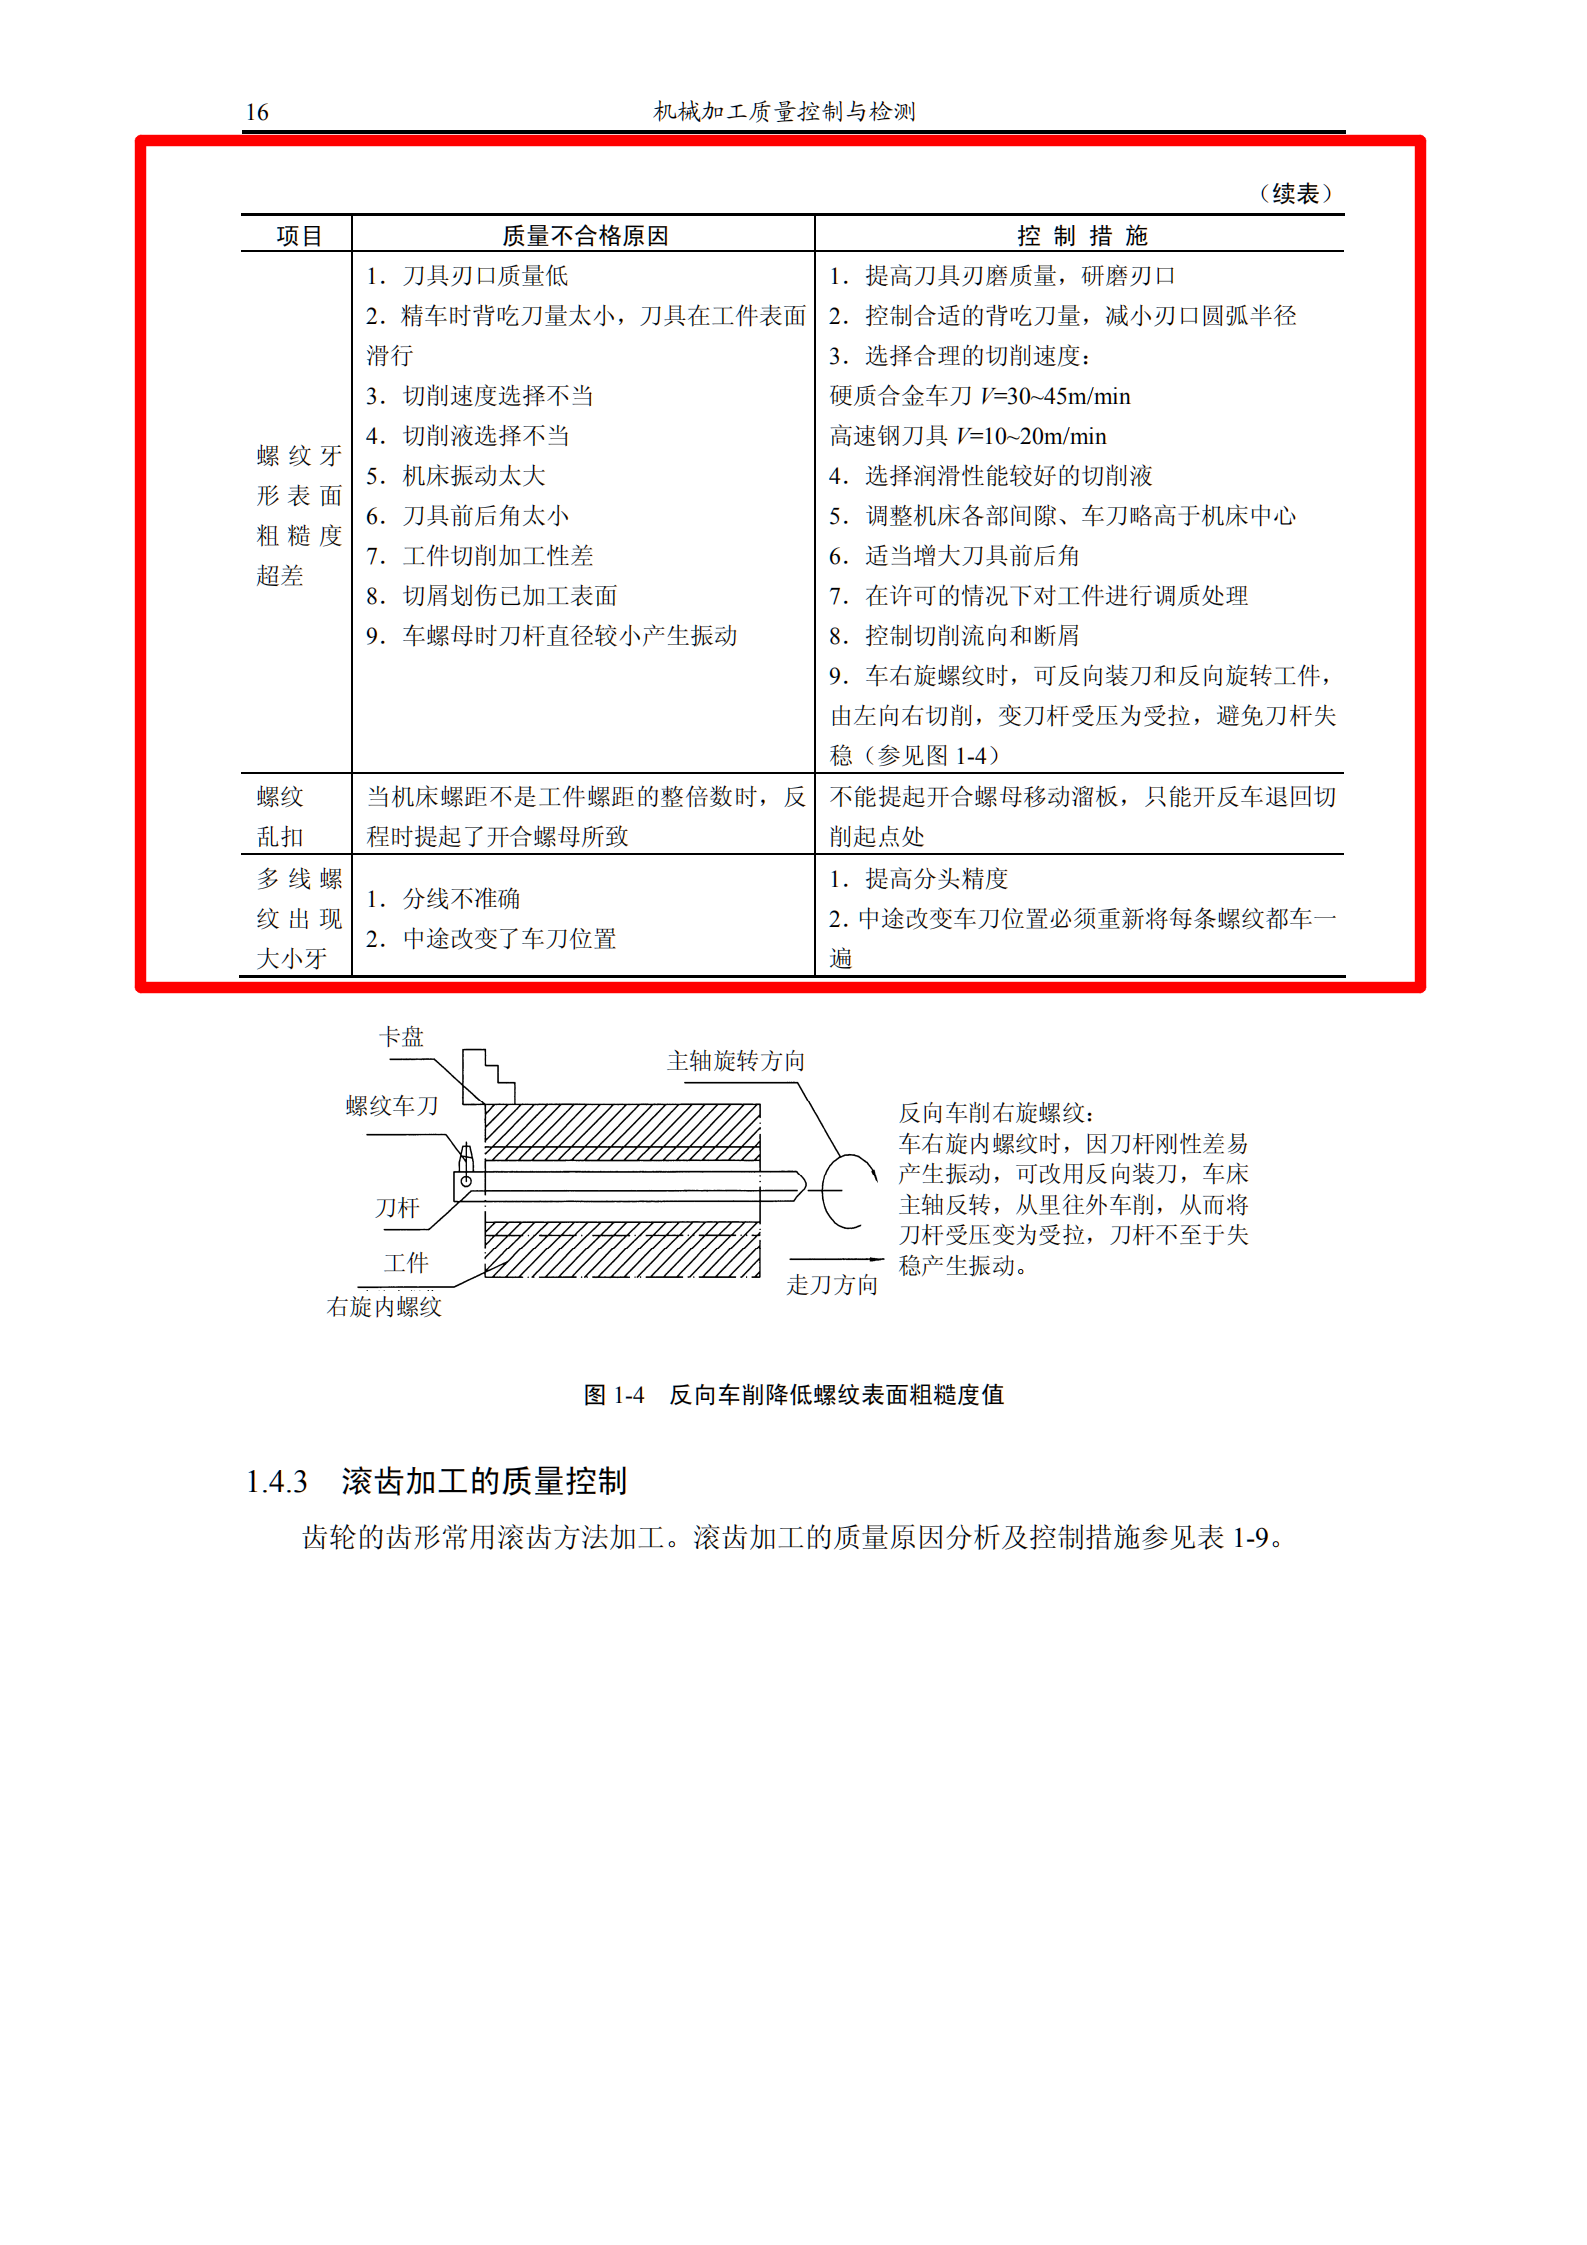 16
机械加工质量控制与检测
（续表）
项目
质量不合格原因
控 制 措 施
螺纹牙
形表面
粗糙度
超差
1．刀具刃口质量低
2．精车时背吃刀量太小，刀具在工件表面
滑行
3．切削速度选择不当
4．切削液选择不当
5．机床振动太大
6．刀具前后角太小
7．工件切削加工性差
8．切屑划伤已加工表面
9．车螺母时刀杆直径较小产生振动
1．提高刀具刃磨质量，研磨刃口
2．控制合适的背吃刀量，减小刃口圆弧半径
3．选择合理的切削速度：
硬质合金车刀 V=30~45m/min
高速钢刀具 V=10~20m/min
4．选择润滑性能较好的切削液
5．调整机床各部间隙、车刀略高于机床中心
6．适当增大刀具前后角
7．在许可的情况下对工件进行调质处理
8．控制切削流向和断屑
9．车右旋螺纹时，可反向装刀和反向旋转工件，
由左向右切削，变刀杆受压为受拉，避免刀杆失
稳（参见图 1-4）
螺纹
乱扣
当机床螺距不是工件螺距的整倍数时，反
程时提起了开合螺母所致
不能提起开合螺母移动溜板，只能开反车退回切
削起点处
多线螺
纹出现
大小牙
1．分线不准确
2．中途改变了车刀位置
1．提高分头精度
2．中途改变车刀位置必须重新将每条螺纹都车一
遍
卡盘
主轴旋转方向
螺纹车刀
刀杆
工件
右旋内螺纹
走刀方向
反向车削右旋螺纹：
车右旋内螺纹时，因刀杆刚性差易
产生振动，可改用反向装刀，车床
主轴反转，从里往外车削，从而将
刀杆受压变为受拉，刀杆不至于失
稳产生振动。
图 1-4 反向车削降低螺纹表面粗糙度值
1.4.3 滚齿加工的质量控制
齿轮的齿形常用滚齿方法加工。滚齿加工的质量原因分析及控制措施参见表 1-9。